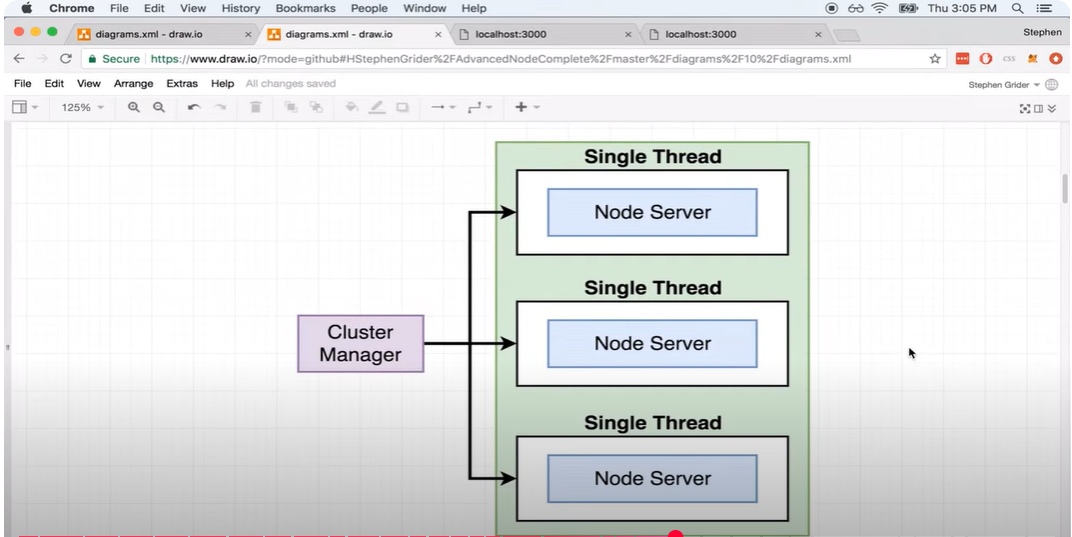 Chrome File Edit View History Bookmarks People Window Help Thu 3:05 PM
diagrams.xml - draw.io diagrams.xml - draw.io localhost:3000 localhost:3000 Stephen
Secure https://www.draw.io/?mode=github#HStephenGrider%2FAdvancedNodeComplete%2Fmaster%2Fdiagrams%2F10%2Fdiagrams.xml CSS
File Edit View Arrange Extras Help All changes saved Stephen Grider
125%
Single Thread
Node Server
Single Thread
Node Server
Cluster
Manager
Single Thread
Node Server